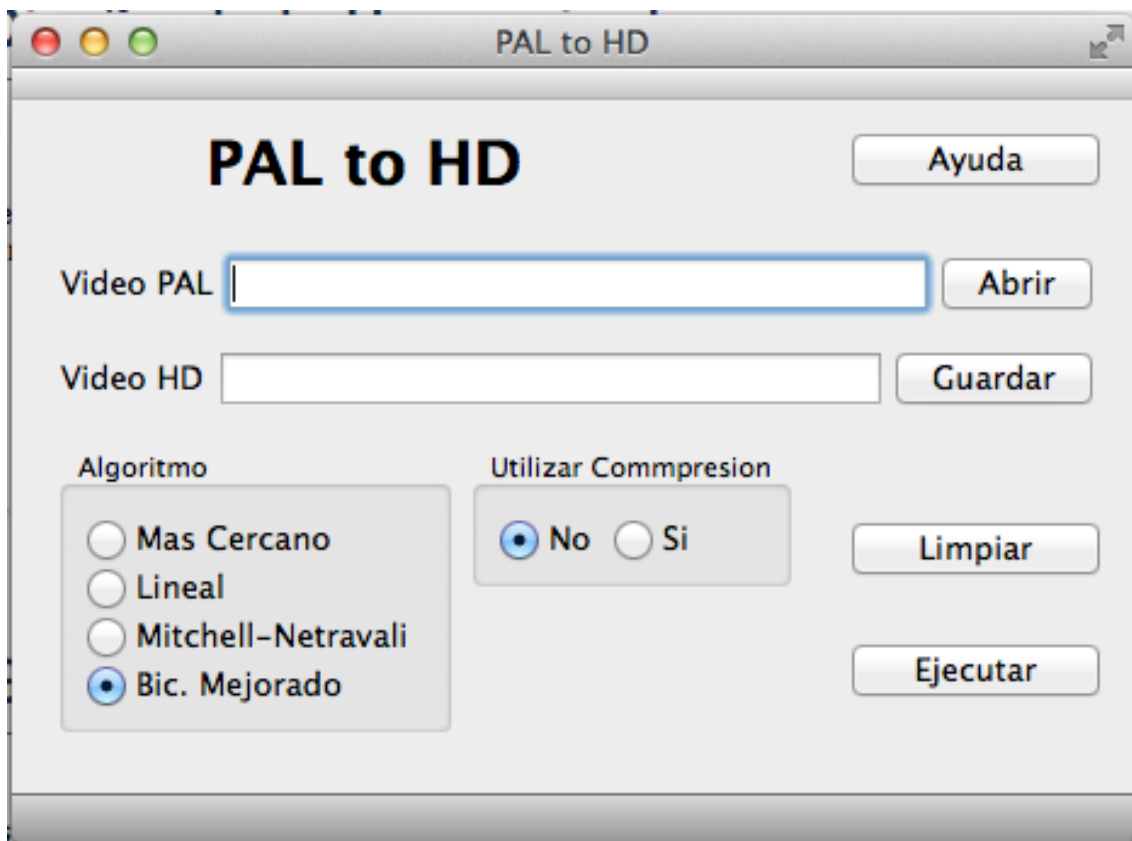 PAL to HD
PAL to HD
Ayuda
Video PAL
Abrir
Video HD
Guardar
Algoritmo
Utilizar Commpresion
Mas Cercano
No
Si
Lineal
Mitchell-Netravali
Bic. Mejorado
Limpiar
Ejecutar